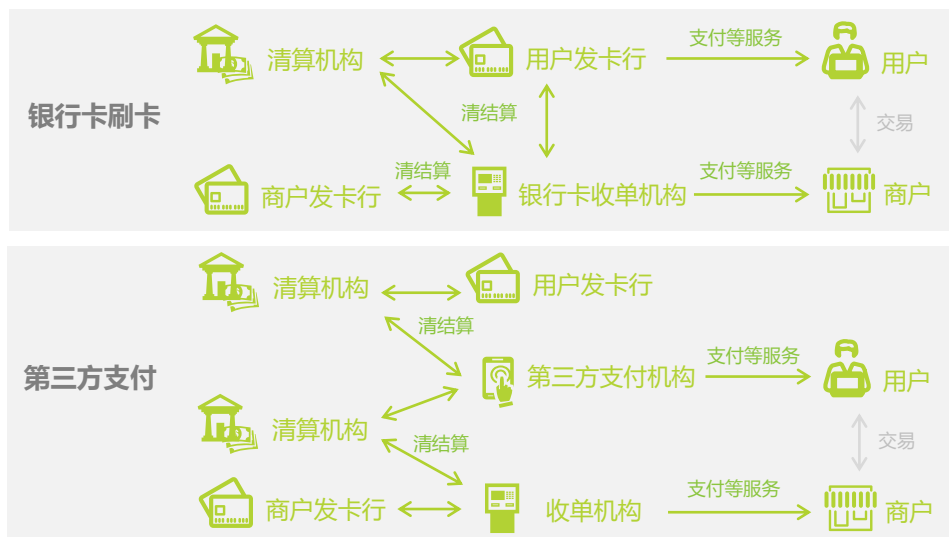 支付等服务
清算机构
用户发卡行
用户
银行卡刷卡
清结算
交易
清结算
支付等服务
商户发卡行
银行卡收单机构
商户
清算机构
用户发卡行
清结算
支付等服务
第三方支付
第三方支付机构
用户
清算机构
清结算
交易
支付等服务
商户发卡行
收单机构
商户